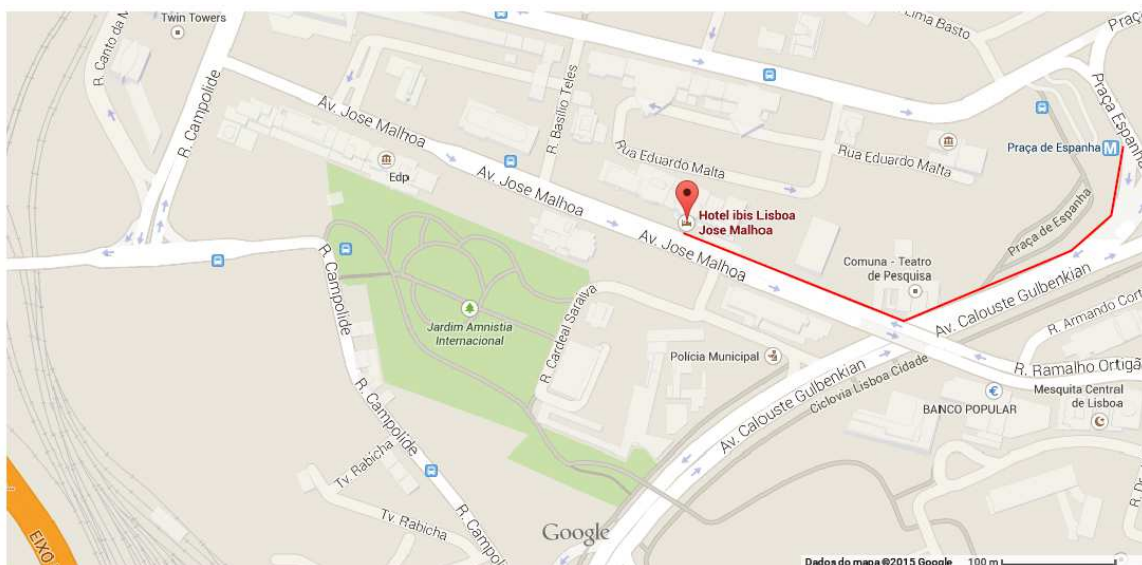 Twin Towers
R. Canto da M
R. Campolide
Lima Basto
Praça Espanha
Av. Jose Malhoa
R. Basílio Teles
Rua Eduardo Malta
Rua Eduardo Malta
Praça de Espanha
M
Edp
Av. Jose Malhoa
Hotel ibis Lisboa
Jose Malhoa
Av. Jose Malhoa
Praça de Espanha
Comuna - Teatro
de Pesquisa
R. Campolide
Jardim Amnistia
Internacional
R. Cardeal Saraiva
Av. Calouste Gulbenkian
R. Armando Cort
Polícia Municipal
R. Ramalho Ortigã
Ciclovia Lisboa Cidade
Mesquita Central
de Lisboa
BANCO POPULAR
€
Av. Calouste Gulbenkian
R. Campolide
Tv. Rabicha
Tv. Rabicha
R. Campolide
EIXO
Google
Dados do mapa ©2015 Google
100 m